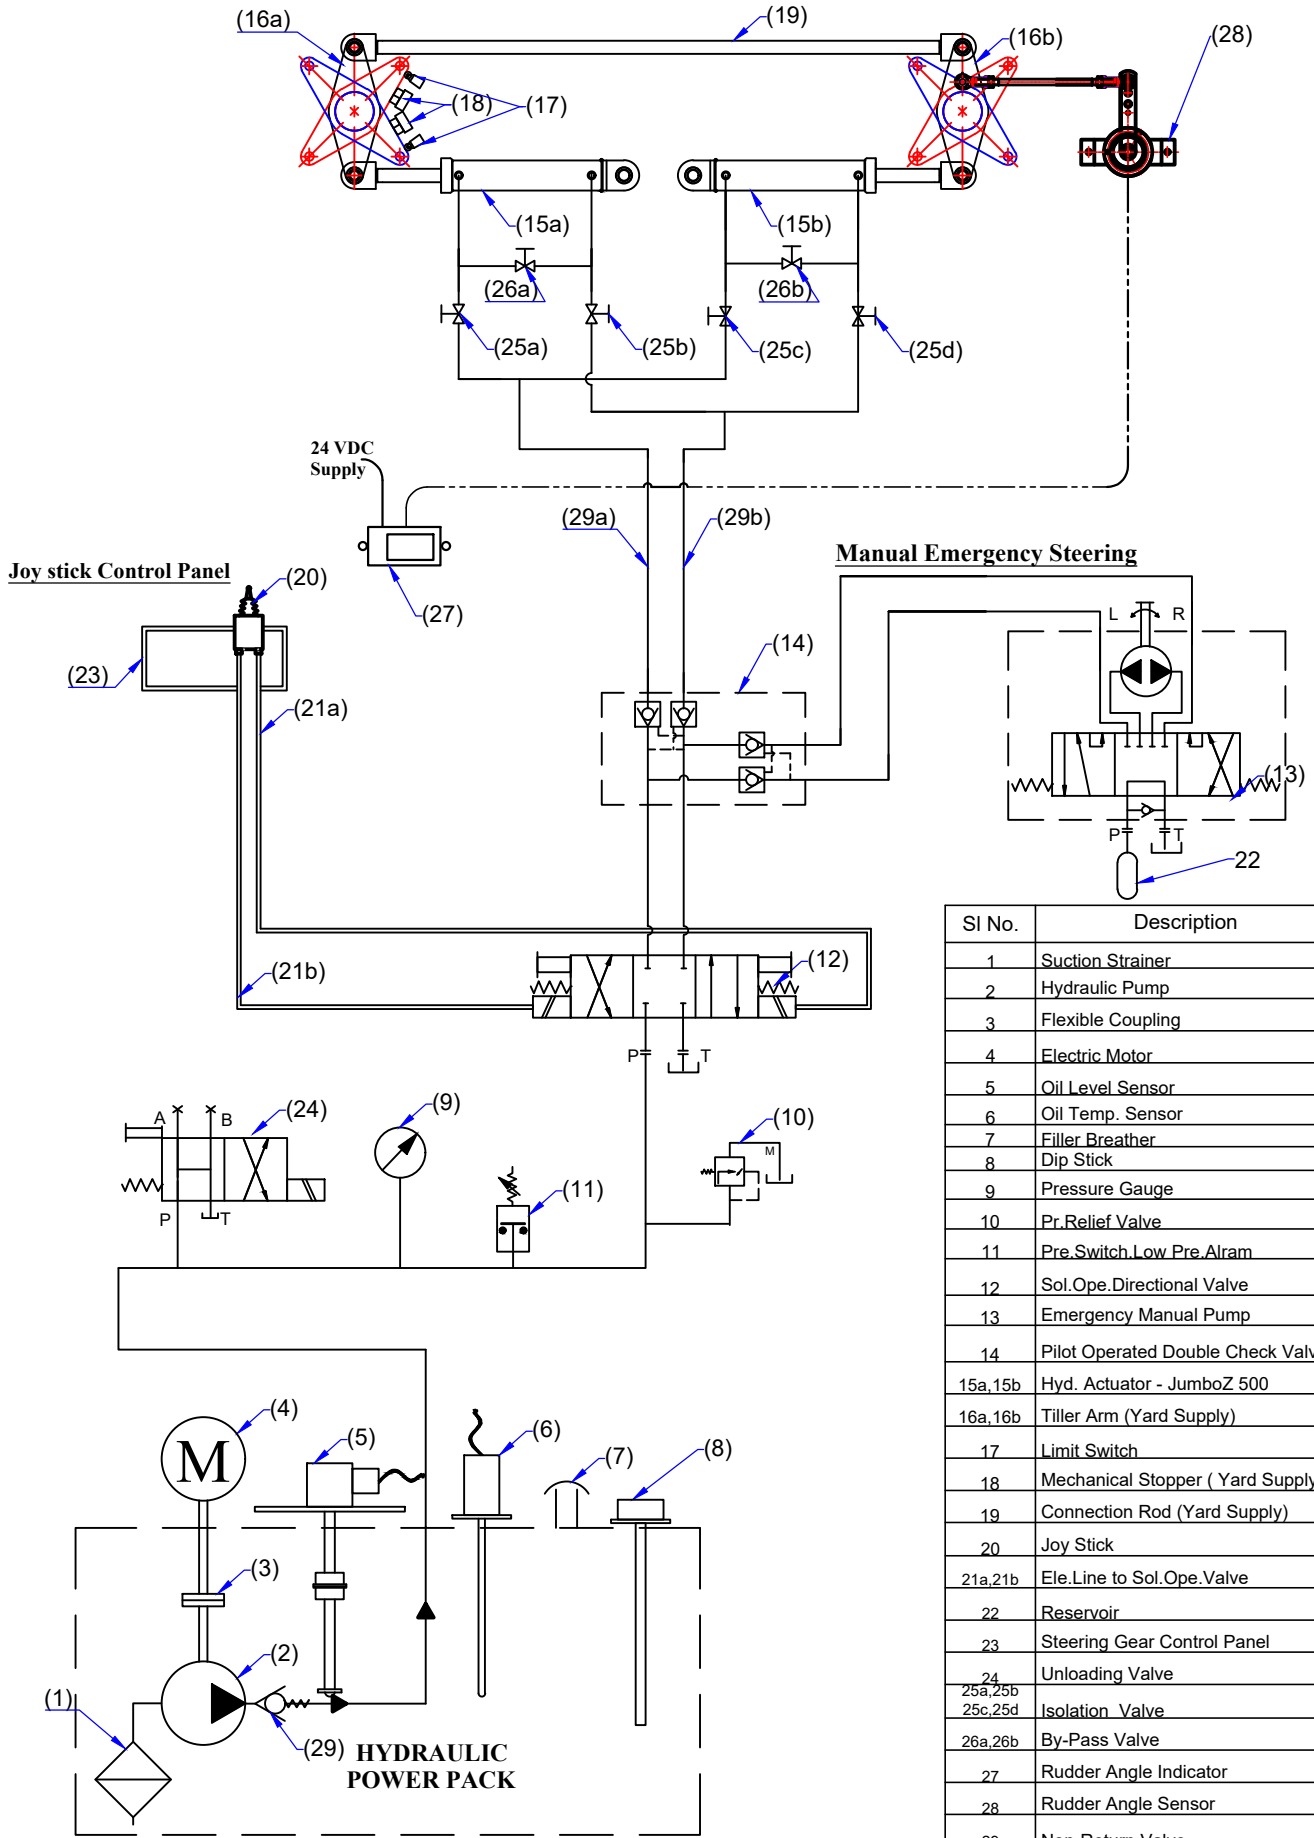 (16a)
(19)
(16b)
(28)
(18)
(17)
(15a)
(15b)
(26a)
(26b)
(25a)
(25b)
(25c)
(25d)
24 VDC
Supply
(29a)
(29b)
Manual Emergency Steering
Joy stick Control Panel
(20)
(27)
L R
(14)
(23)
(21a)
(13)
P T
22
(21b)
(12)
P T
A B
(24)
(9)
(10)
M
(11)
P T
(4)
M
(5)
(6)
(7)
(8)
(3)
(2)
(1)
(29)
HYDRAULIC
POWER PACK
Sl No. Description
1 Suction Strainer
2 Hydraulic Pump
3 Flexible Coupling
4 Electric Motor
5 Oil Level Sensor
6 Oil Temp. Sensor
7 Filler Breather
8 Dip Stick
9 Pressure Gauge
10 Pr.Relief Valve
11 Pre.Switch.Low Pre.Alram
12 Sol.Ope.Directional Valve
13 Emergency Manual Pump
14 Pilot Operated Double Check Valv
15a,15b Hyd. Actuator - JumboZ 500
16a,16b Tiller Arm (Yard Supply)
17 Limit Switch
18 Mechanical Stopper ( Yard Supply
19 Connection Rod (Yard Supply)
20 Joy Stick
21a,21b Ele.Line to Sol.Ope.Valve
22 Reservoir
23 Steering Gear Control Panel
24 Unloading Valve
25a,25b
25c,25d Isolation Valve
26a,26b By-Pass Valve
27 Rudder Angle Indicator
28 Rudder Angle Sensor
29 Non-Return Valve